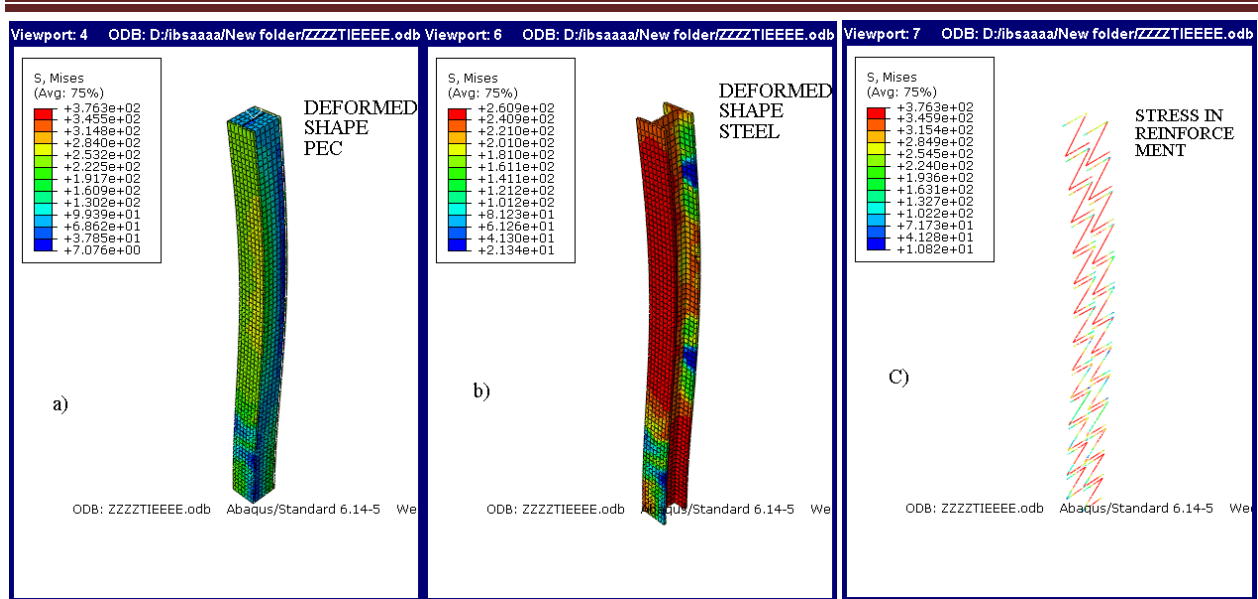 Viewport: 4 ODB: D:/ibsaaaa/New folder/ZZZZTIEEEE.odb
S, Mises
(Avg: 75%)
+3.763e+02
+3.455e+02
+3.148e+02
+2.840e+02
+2.532e+02
+2.225e+02
+1.917e+02
+1.609e+02
+1.302e+02
+9.939e+01
+6.862e+01
+3.785e+01
+7.076e+00
DEFORMED
SHAPE
PEC
a)
ODB: ZZZZTIEEEE.odb Abaqus/Standard 6.14-5 We
Viewport: 6 ODB: D:/ibsaaaa/New folder/ZZZZTIEEEE.odb
S, Mises
(Avg: 75%)
+2.609e+02
+2.409e+02
+2.210e+02
+2.010e+02
+1.810e+02
+1.611e+02
+1.411e+02
+1.212e+02
+1.012e+02
+8.123e+01
+6.126e+01
+4.130e+01
+2.134e+01
DEFORMED
SHAPE
STEEL
b)
ODB: ZZZZTIEEEE.odb Abaqus/Standard 6.14-5 We
Viewport: 7 ODB: D:/ibsaaaa/New folder/ZZZZTIEEEE.odb
S, Mises
(Avg: 75%)
+3.763e+02
+3.459e+02
+3.154e+02
+2.849e+02
+2.545e+02
+2.240e+02
+1.936e+02
+1.631e+02
+1.327e+02
+1.022e+02
+7.173e+01
+4.128e+01
+1.082e+01
STRESS IN
REINFORCE
MENT
C)
ODB: ZZZZTIEEEE.odb Abaqus/Standard 6.14-5 We